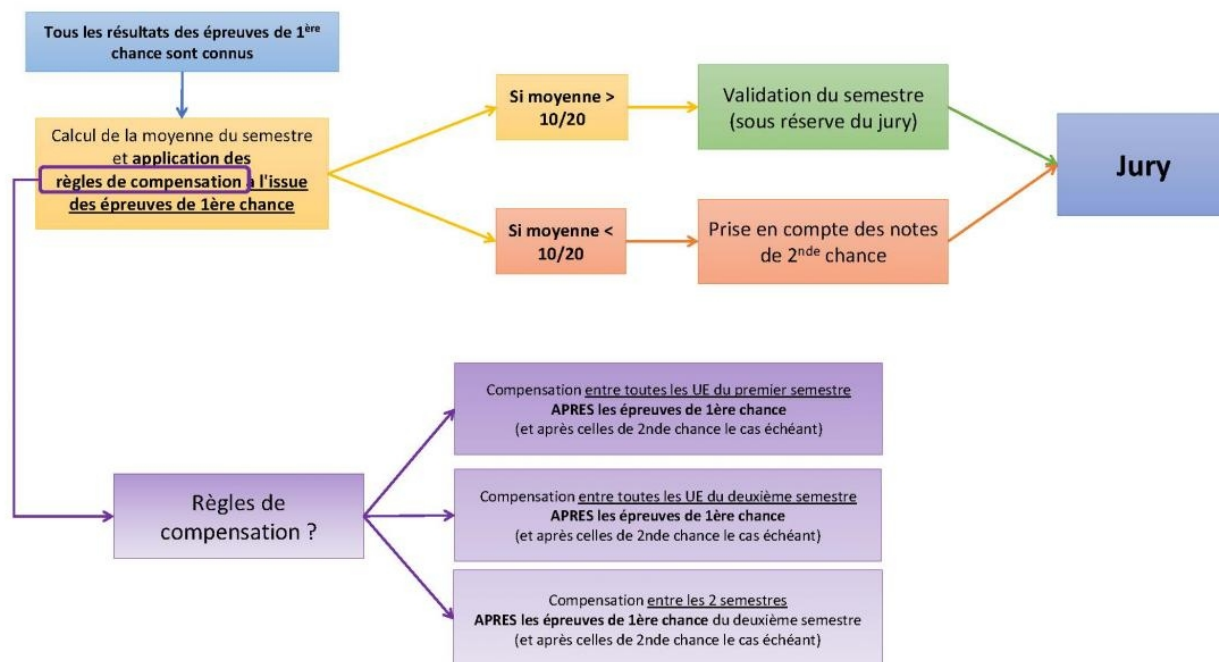 Tous les résultats des épreuves de 1ère
chance sont connus
Calcul de la moyenne du semestre
et application des
règles de compensation à l'issue
des épreuves de 1ère chance
Si moyenne >
10/20
Validation du semestre
(sous réserve du jury)
Jury
Si moyenne <
10/20
Prise en compte des notes
de 2nde chance
Règles de
compensation ?
Compensation entre toutes les UE du premier semestre
APRES les épreuves de 1ère chance
(et après celles de 2nde chance le cas échéant)
Compensation entre toutes les UE du deuxième semestre
APRES les épreuves de 1ère chance
(et après celles de 2nde chance le cas échéant)
Compensation entre les 2 semestres
APRES les épreuves de 1ère chance du deuxième semestre
(et après celles de 2nde chance le cas échéant)